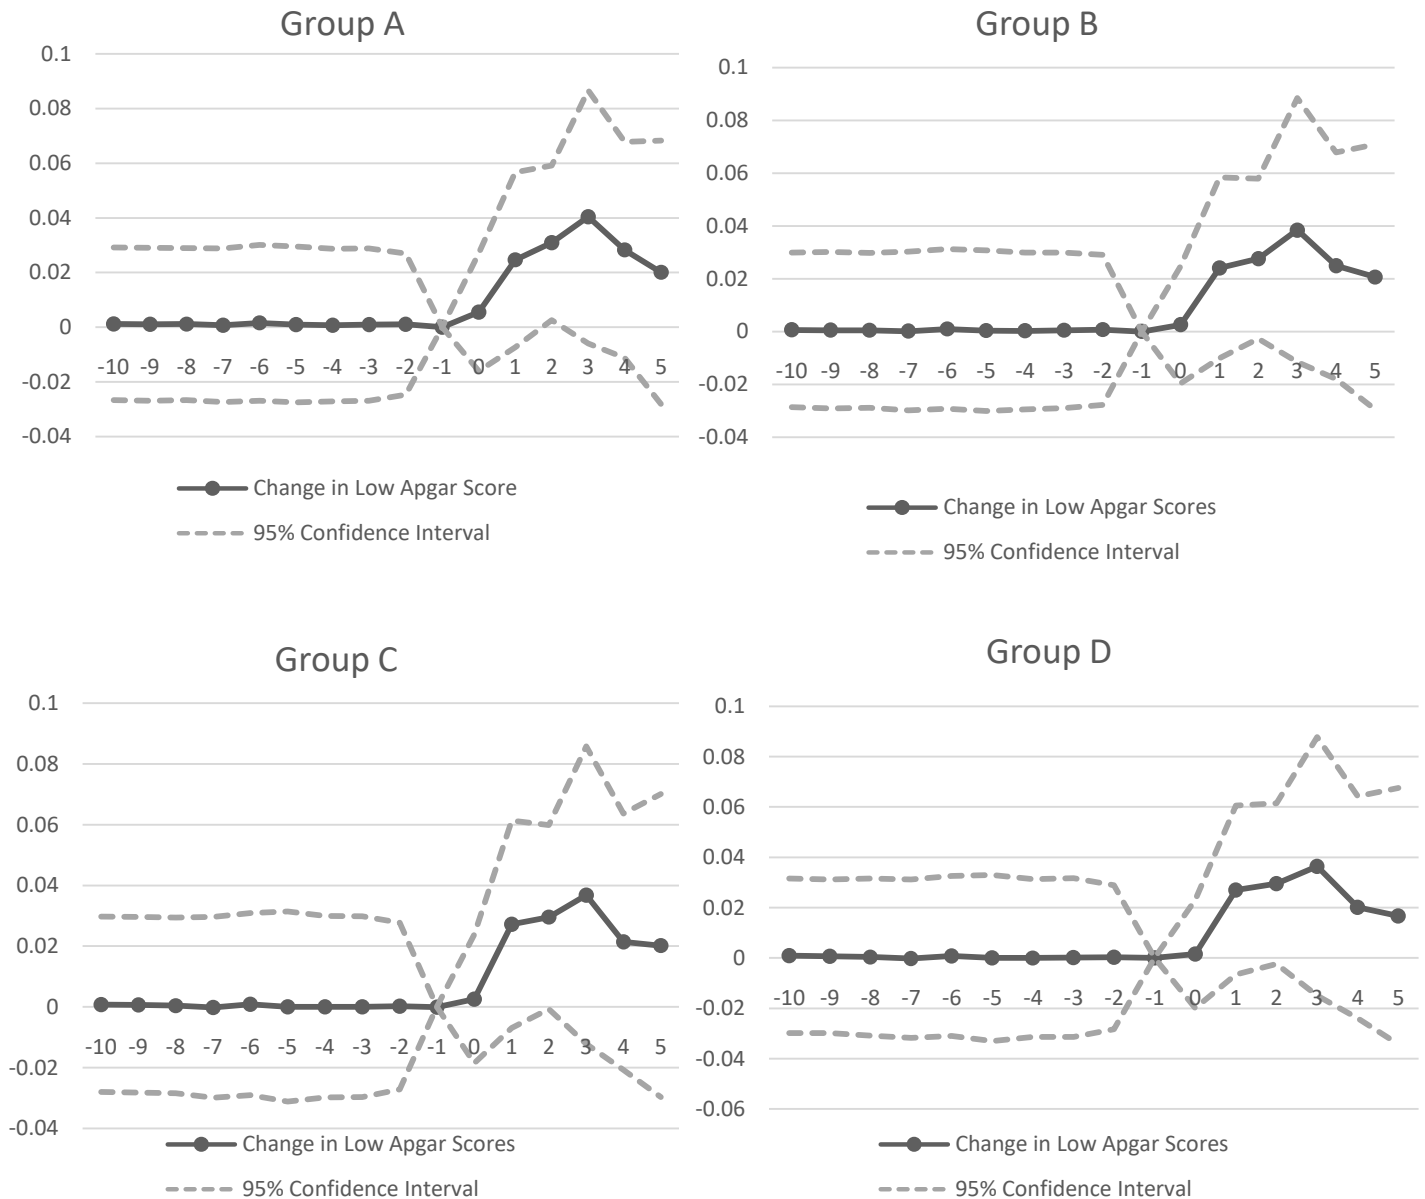 Group A
0.1
0.08
0.06
0.04
0.02
0
-10 -9 -8 -7 -6 -5 -4 -3 -2 -1 0 1 2 3 4 5
-0.02
-0.04
Change in Low Apgar Score
95% Confidence Interval
Group B
0.1
0.08
0.06
0.04
0.02
0
-10 -9 -8 -7 -6 -5 -4 -3 -2 -1 0 1 2 3 4 5
-0.02
-0.04
Change in Low Apgar Scores
95% Confidence Interval
Group C
0.1
0.08
0.06
0.04
0.02
0
-10 -9 -8 -7 -6 -5 -4 -3 -2 -1 0 1 2 3 4 5
-0.02
-0.04
Change in Low Apgar Scores
95% Confidence Interval
Group D
0.1
0.08
0.06
0.04
0.02
0
-10 -9 -8 -7 -6 -5 -4 -3 -2 -1 0 1 2 3 4 5
-0.02
-0.04
-0.06
Change in Low Apgar Scores
95% Confidence Interval